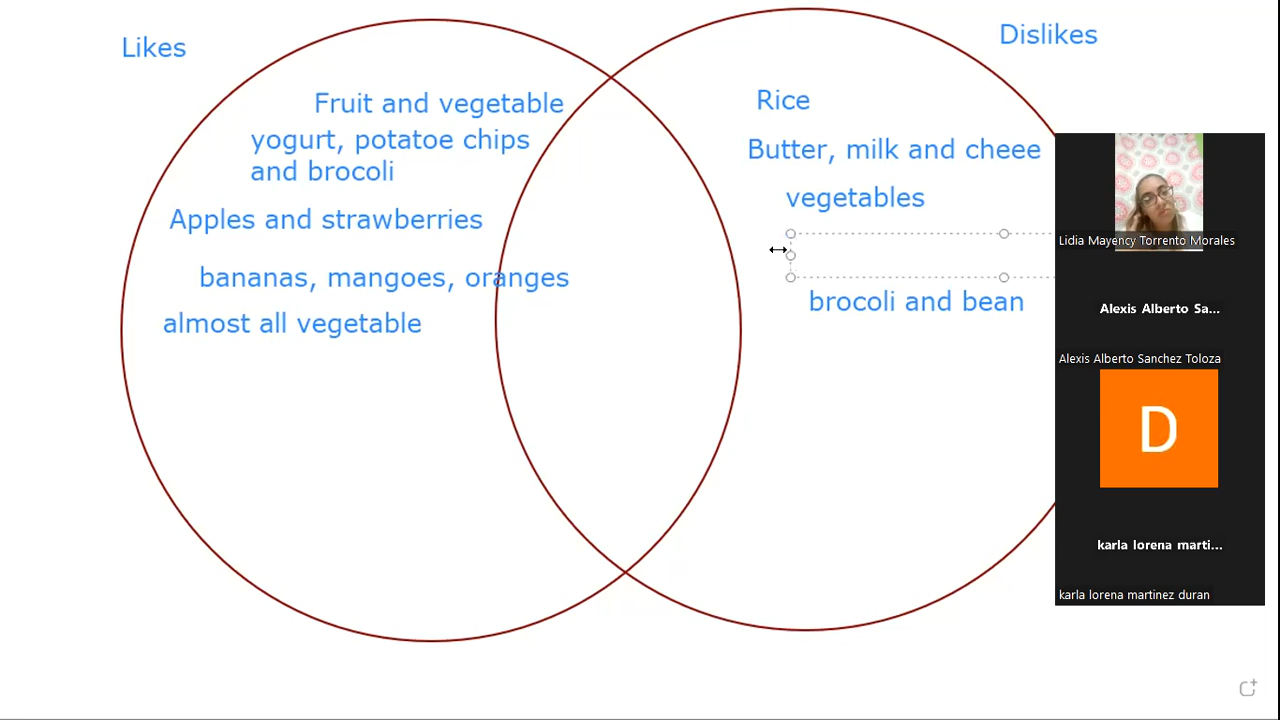 Likes
Dislikes
Fruit and vegetable
yogurt, potatoe chips
and brocoli
Apples and strawberries
bananas, mangoes, oranges
almost all vegetable
Rice
Butter, milk and cheee
vegetables
brocoli and bean
Lidia Mayency Torrento Morales
Alexis Alberto Sa...
Alexis Alberto Sanchez Toloza
D
karla lorena marti...
karla lorena martinez duran